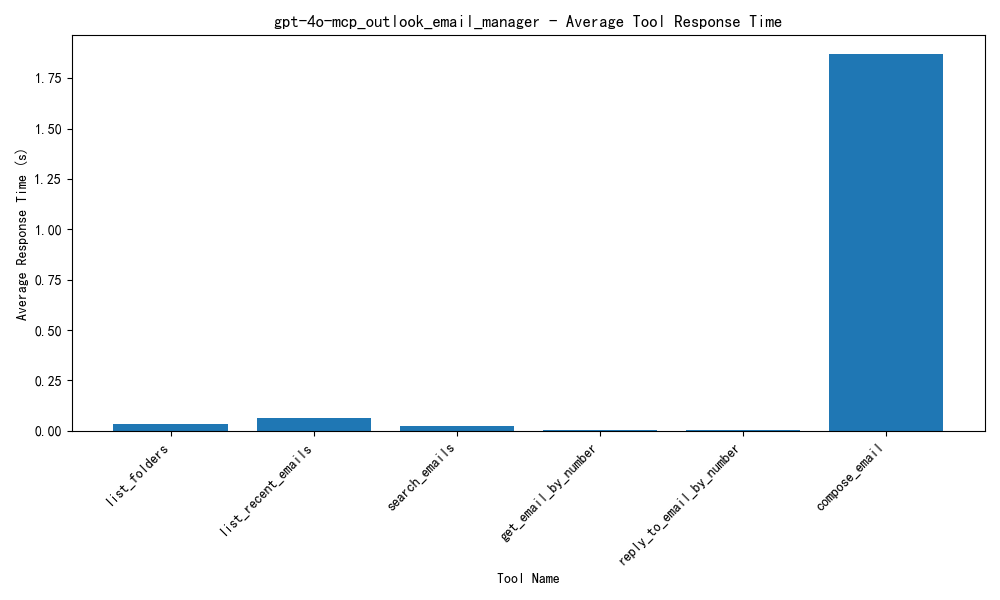 gpt-4o-mcp_outlook_email_manager - Average Tool Response Time
Average Response Time (s)
1.75
1.50
1.25
1.00
0.75
0.50
0.25
0.00
list_folders
list_recent_emails
search_emails
get_email_by_number
reply_to_email_by_number
compose_email
Tool Name